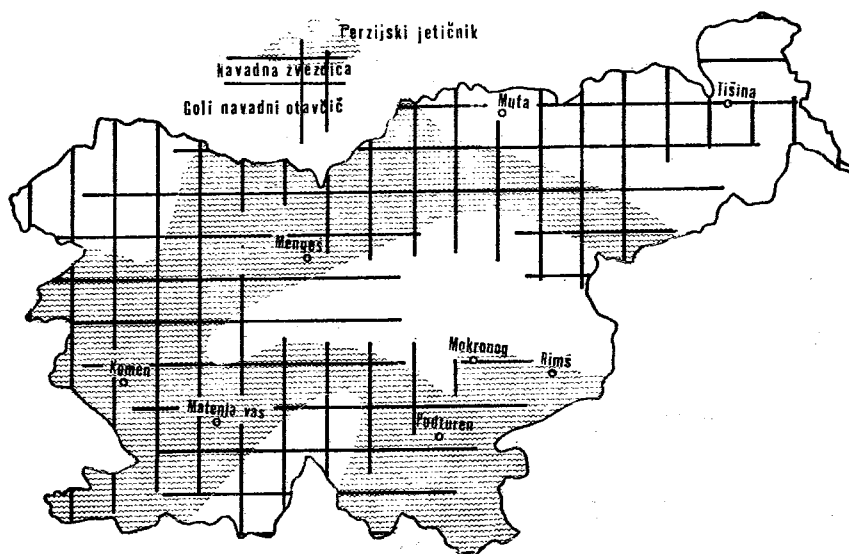 Perzijski jetičnik
Navadna zvezdica
Goli navadni otavčič
Muta
Tišina
Mengeš
Mokronog
Rimš
Komen
Matenja vas
Podturen